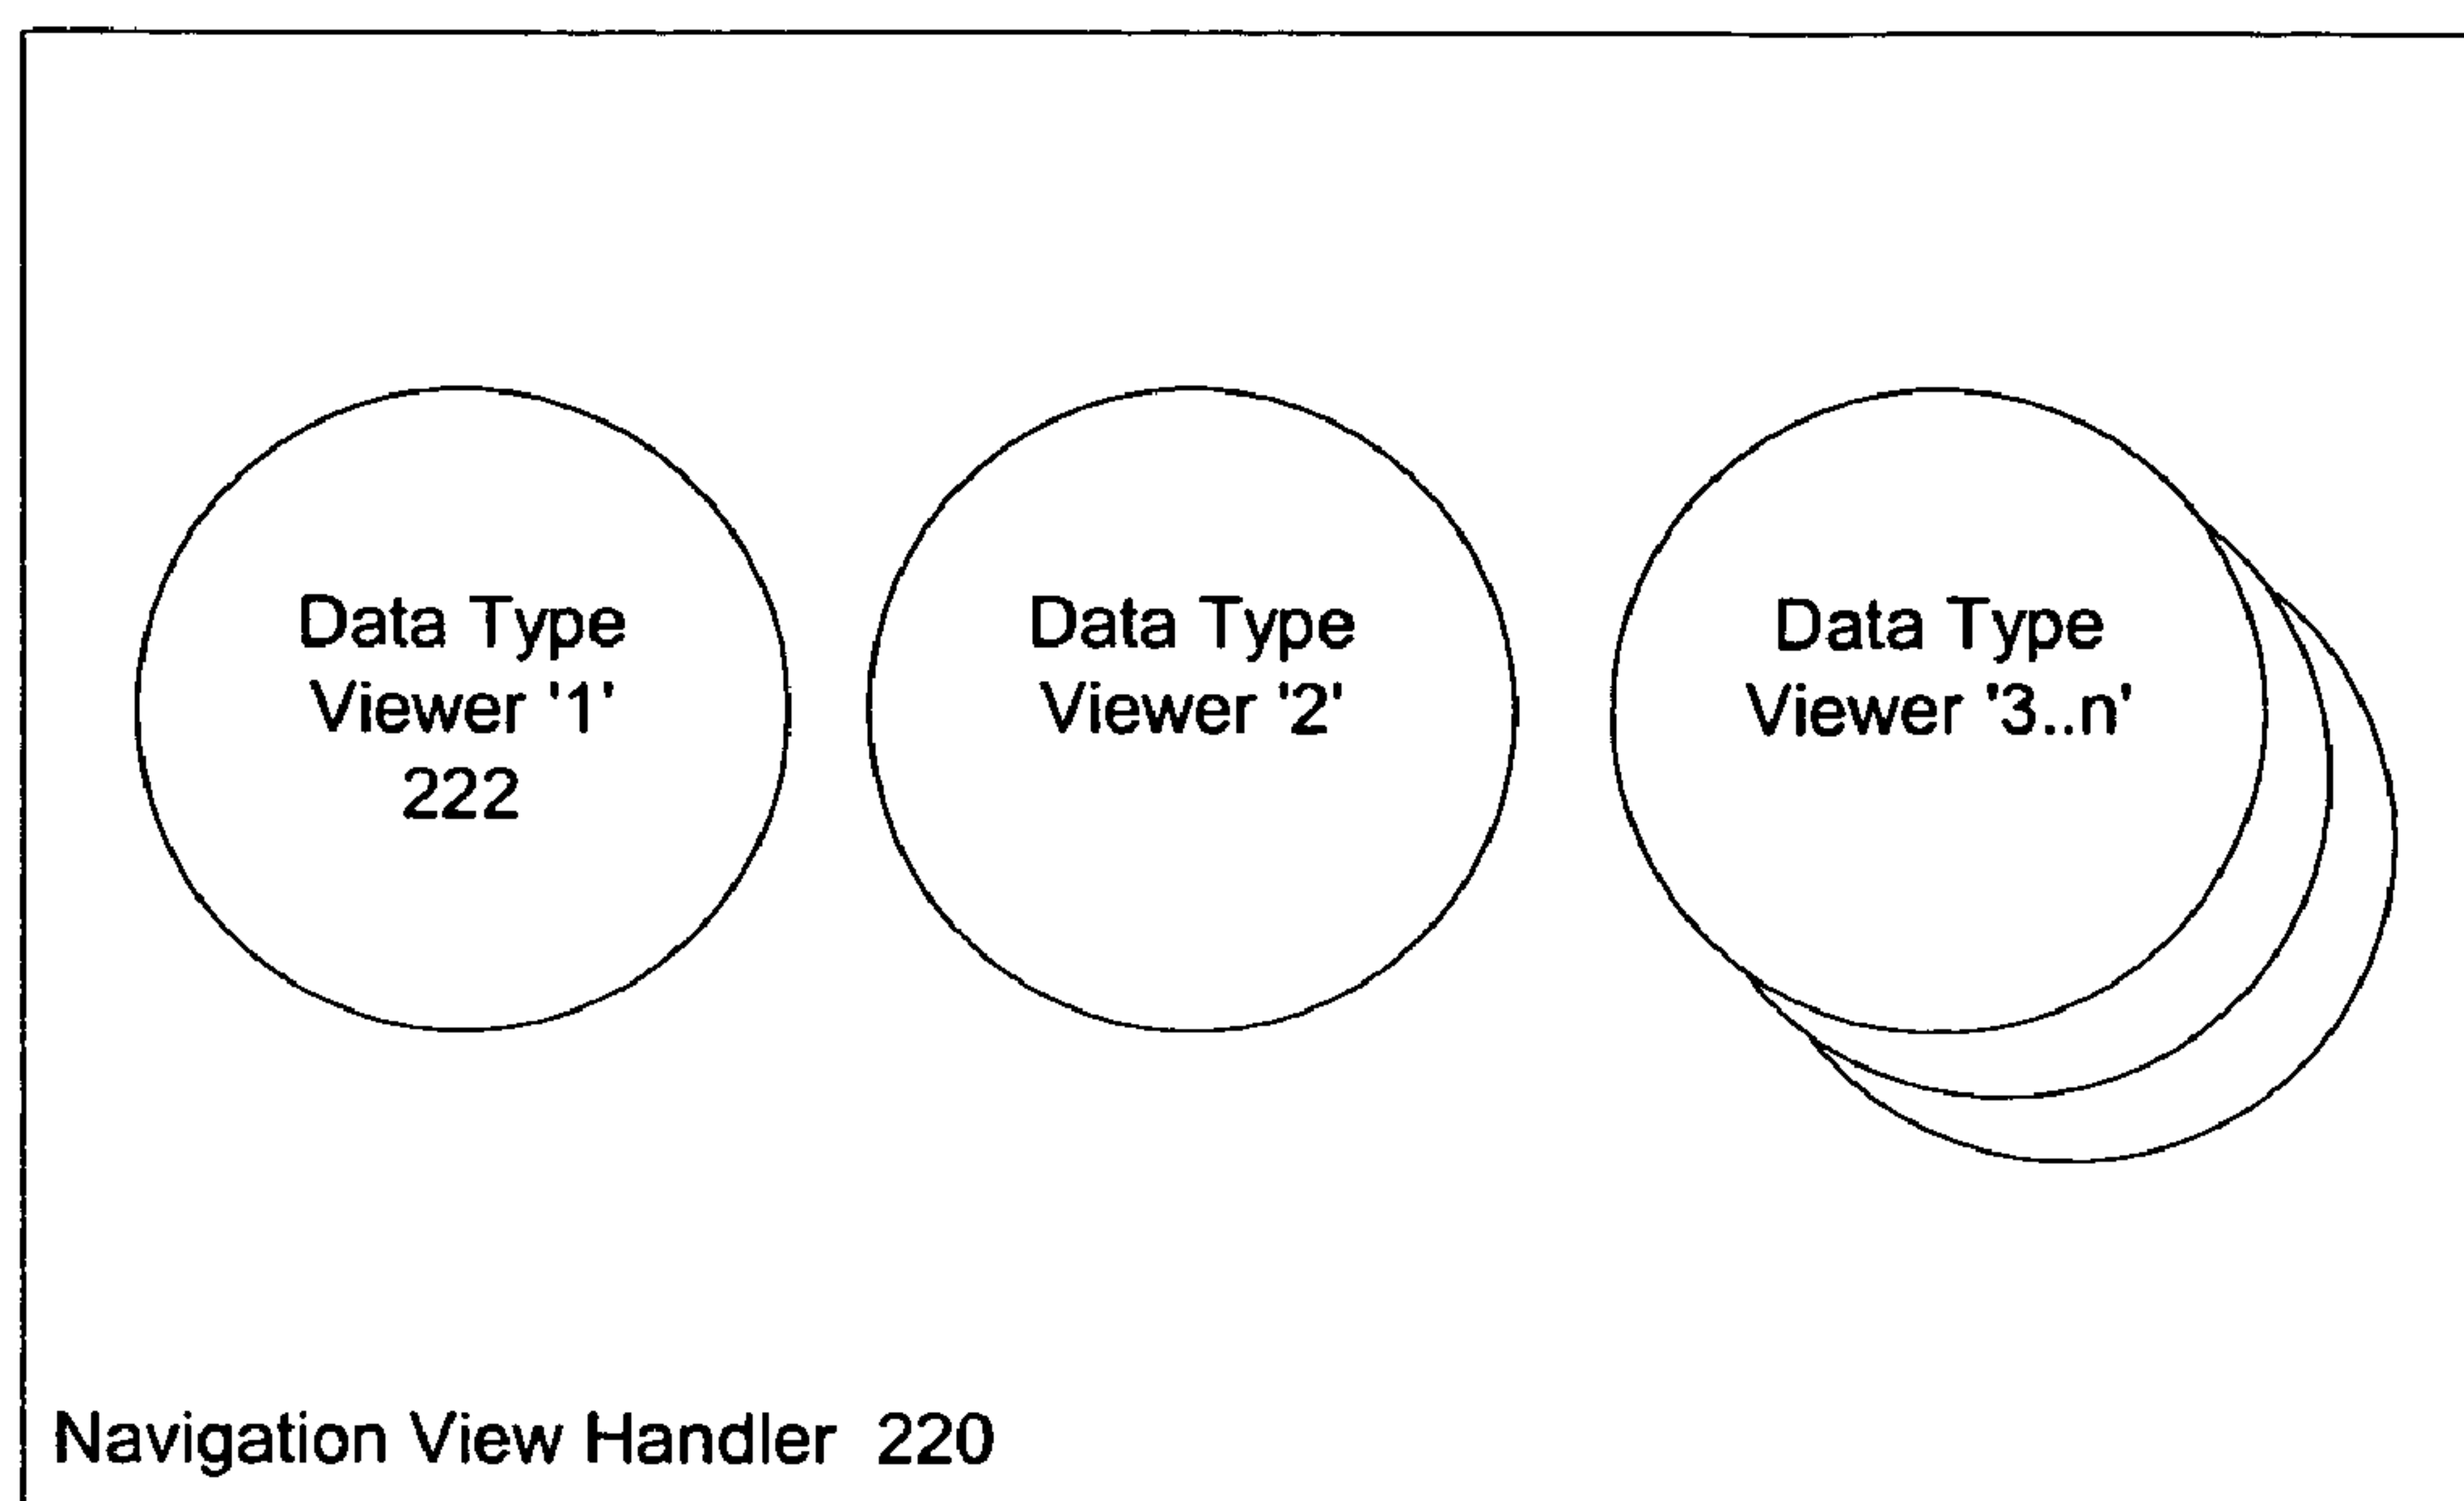 Data Type
Viewer '1'
222
Data Type
Viewer '2'
Data Type
Viewer '3..n'
Navigation View Handler 220